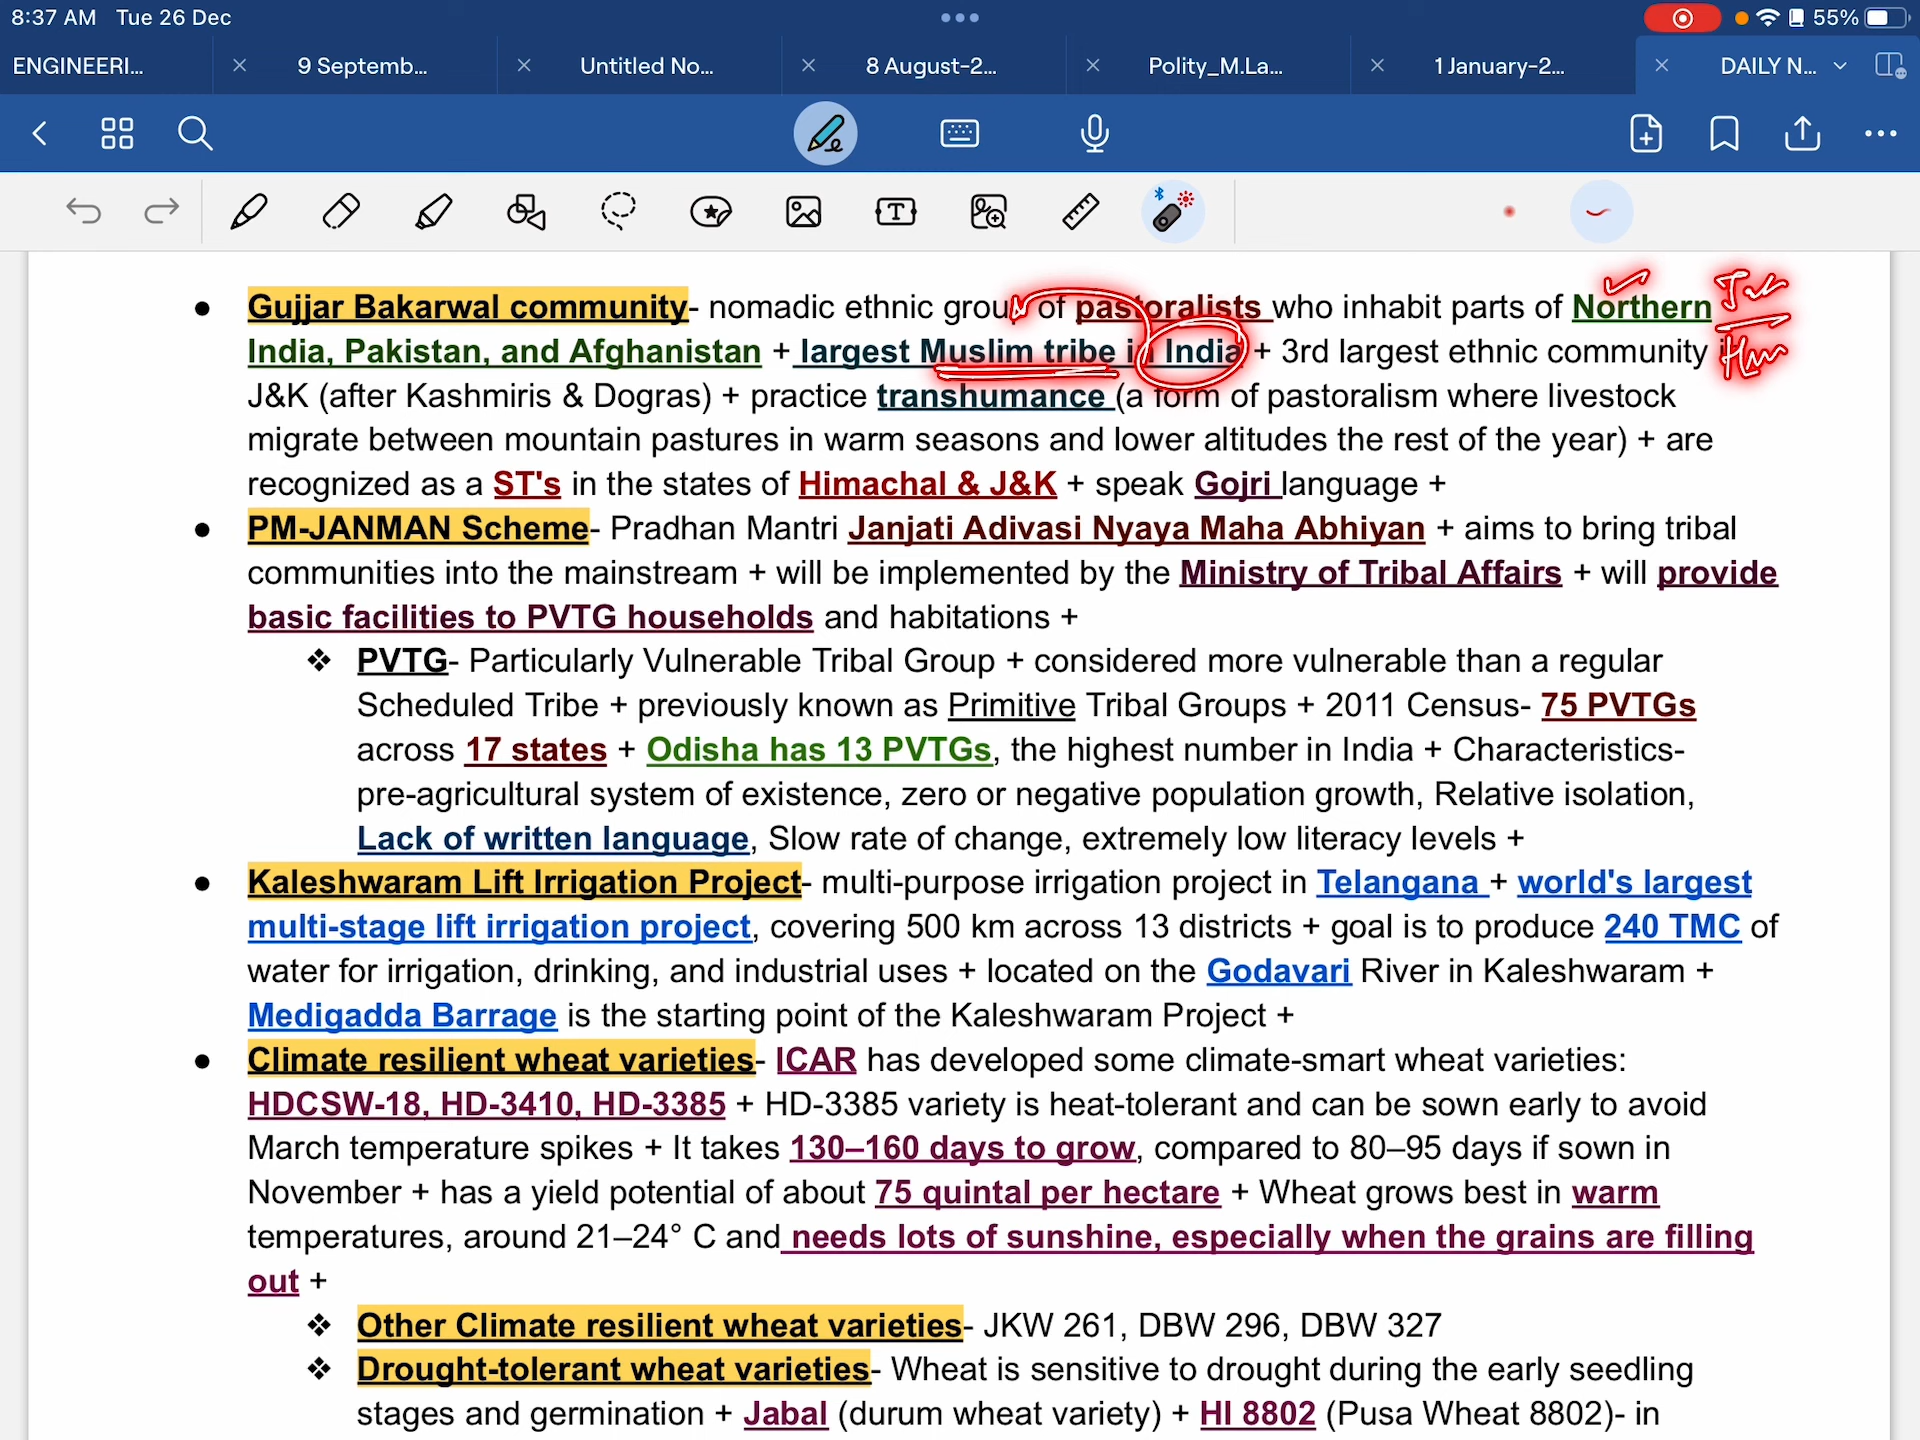 8:37 AM Tue 26 Dec
55%
ENGINEERI...
9 Septemb...
Untitled No...
8 August-2...
Polity_M.La...
1 January-2...
DAILY N...
● Gujjar Bakarwal community- nomadic ethnic group of pastoralists who inhabit parts of Northern
India, Pakistan, and Afghanistan + largest Muslim tribe in India + 3rd largest ethnic community
J&K (after Kashmiris & Dogras) + practice transhumance (a form of pastoralism where livestock
migrate between mountain pastures in warm seasons and lower altitudes the rest of the year) + are
recognized as a ST's in the states of Himachal & J&K + speak Gojri language +
● PM-JANMAN Scheme- Pradhan Mantri Janjati Adivasi Nyaya Maha Abhiyan + aims to bring tribal
communities into the mainstream + will be implemented by the Ministry of Tribal Affairs + will provide
basic facilities to PVTG households and habitations +
❖ PVTG- Particularly Vulnerable Tribal Group + considered more vulnerable than a regular
Scheduled Tribe + previously known as Primitive Tribal Groups + 2011 Census- 75 PVTGs
across 17 states + Odisha has 13 PVTGs, the highest number in India + Characteristics-
pre-agricultural system of existence, zero or negative population growth, Relative isolation,
Lack of written language, Slow rate of change, extremely low literacy levels +
● Kaleshwaram Lift Irrigation Project- multi-purpose irrigation project in Telangana + world's largest
multi-stage lift irrigation project, covering 500 km across 13 districts + goal is to produce 240 TMC of
water for irrigation, drinking, and industrial uses + located on the Godavari River in Kaleshwaram +
Medigadda Barrage is the starting point of the Kaleshwaram Project +
● Climate resilient wheat varieties- ICAR has developed some climate-smart wheat varieties:
HDCSW-18, HD-3410, HD-3385 + HD-3385 variety is heat-tolerant and can be sown early to avoid
March temperature spikes + It takes 130–160 days to grow, compared to 80–95 days if sown in
November + has a yield potential of about 75 quintal per hectare + Wheat grows best in warm
temperatures, around 21–24° C and needs lots of sunshine, especially when the grains are filling
out +
❖ Other Climate resilient wheat varieties- JKW 261, DBW 296, DBW 327
❖ Drought-tolerant wheat varieties- Wheat is sensitive to drought during the early seedling
stages and germination + Jabal (durum wheat variety) + HI 8802 (Pusa Wheat 8802)- in